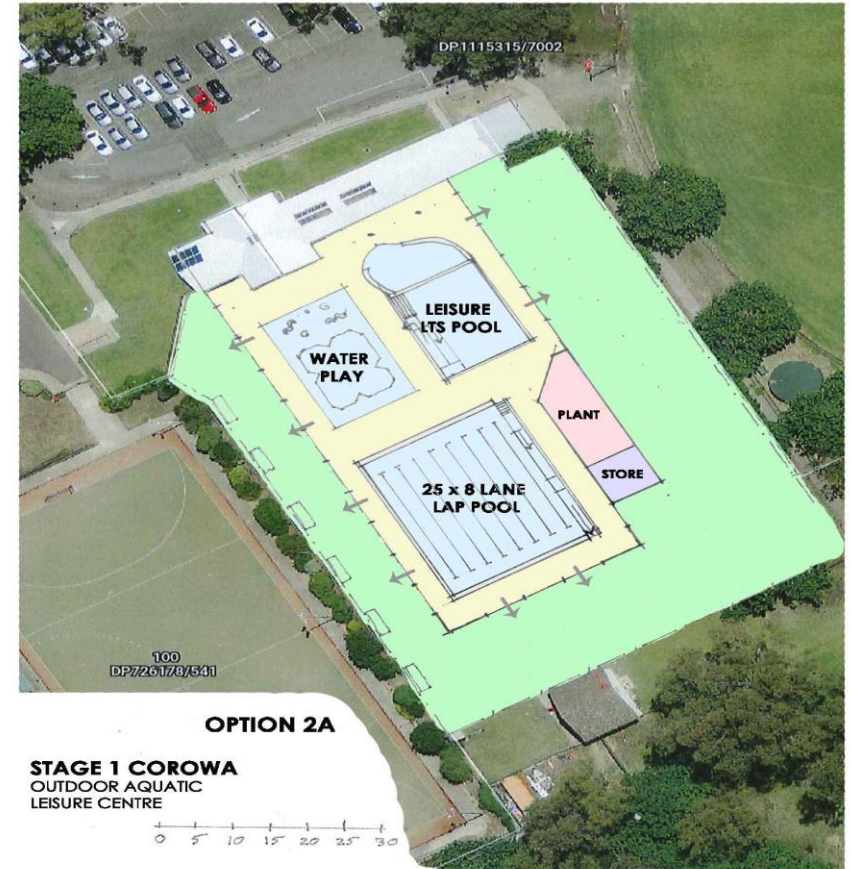 DP1115315/7002
LEISURE
LTS POOL
WATER
PLAY
PLANT
STORE
25 x 8 LANE
LAP POOL
100
DP726178/541
OPTION 2A
STAGE 1 COROWA
OUTDOOR AQUATIC
LEISURE CENTRE
0 5 10 15 20 25 30